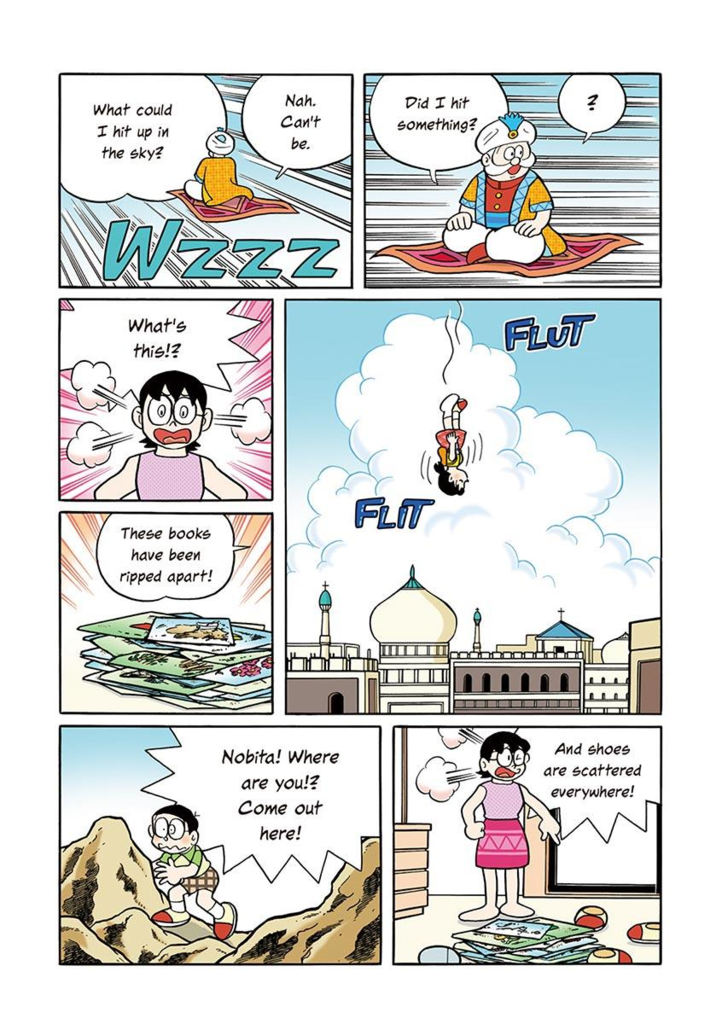 What could
I hit up in
the sky?
Nah.
Can't
be.
WZZZ
Did I hit
something?
?
What's
this!?
FLUT
FLIT
These books
have been
ripped apart!
Nobita! Where
are you!?
Come out
here!
And shoes
are scattered
everywhere!